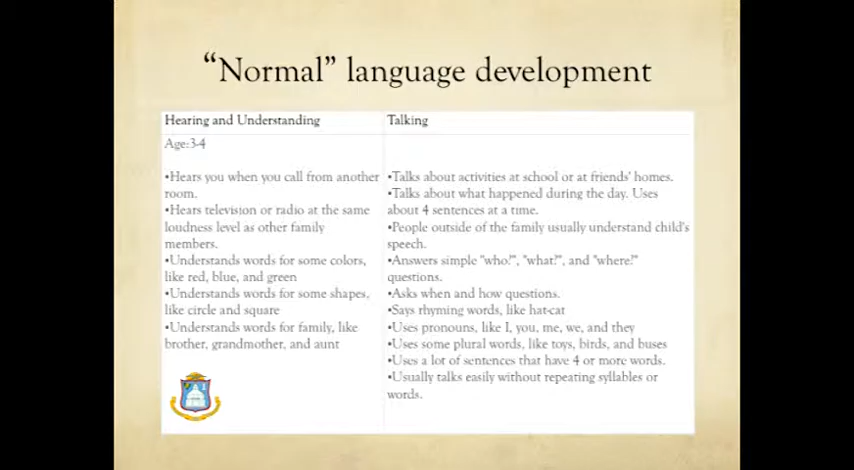 “Normal” language development
Hearing and Understanding
Talking
Age:3-4
•Hears you when you call from another
room.
•Hears television or radio at the same
loudness level as other family
members.
•Understands words for some colors,
like red, blue, and green
•Understands words for some shapes,
like circle and square
•Understands words for family, like
brother, grandmother, and aunt
•Talks about activities at school or at friends' homes.
•Talks about what happened during the day. Uses
about 4 sentences at a time.
•People outside of the family usually understand child's
speech.
•Answers simple "who?", "what?", and "where?"
questions.
•Asks when and how questions.
•Says rhyming words, like hat-cat
•Uses pronouns, like I, you, me, we, and they
•Uses some plural words, like toys, birds, and buses
•Uses a lot of sentences that have 4 or more words.
•Usually talks easily without repeating syllables or
words.